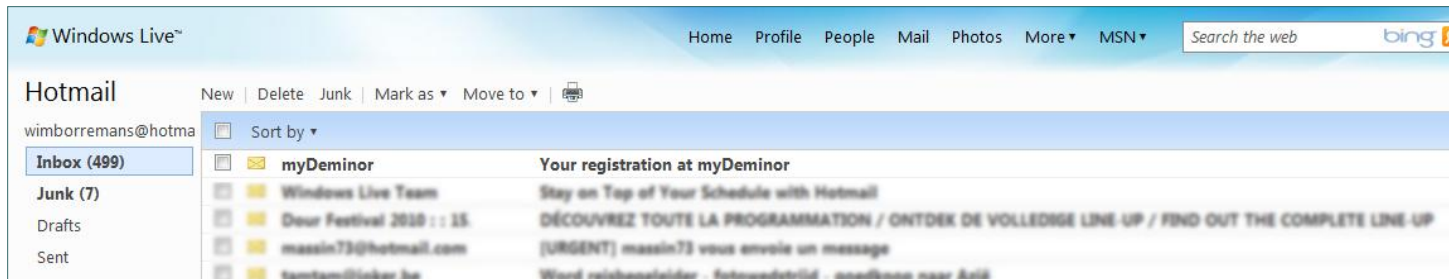 Windows Live™ Home Profile People Mail Photos More▾ MSN▾ Search the web bing
Hotmail New | Delete Junk | Mark as ▾ Move to ▾ |
wimborremans@hotma Sort by ▾
Inbox (499) myDeminor Your registration at myDeminor
Junk (7) Windows Live Team Stay on Top of Your Schedule with Hotmail
Drafts Dour Festival 2010 : : 15. DÉCOUVREZ TOUTE LA PROGRAMMATION / ONTDEK DE VOLLEDIGE LINE-UP / FIND OUT THE COMPLETE LINE-UP
Sent massin73@hotmail.com [URGENT] massin73 vous envoie un message